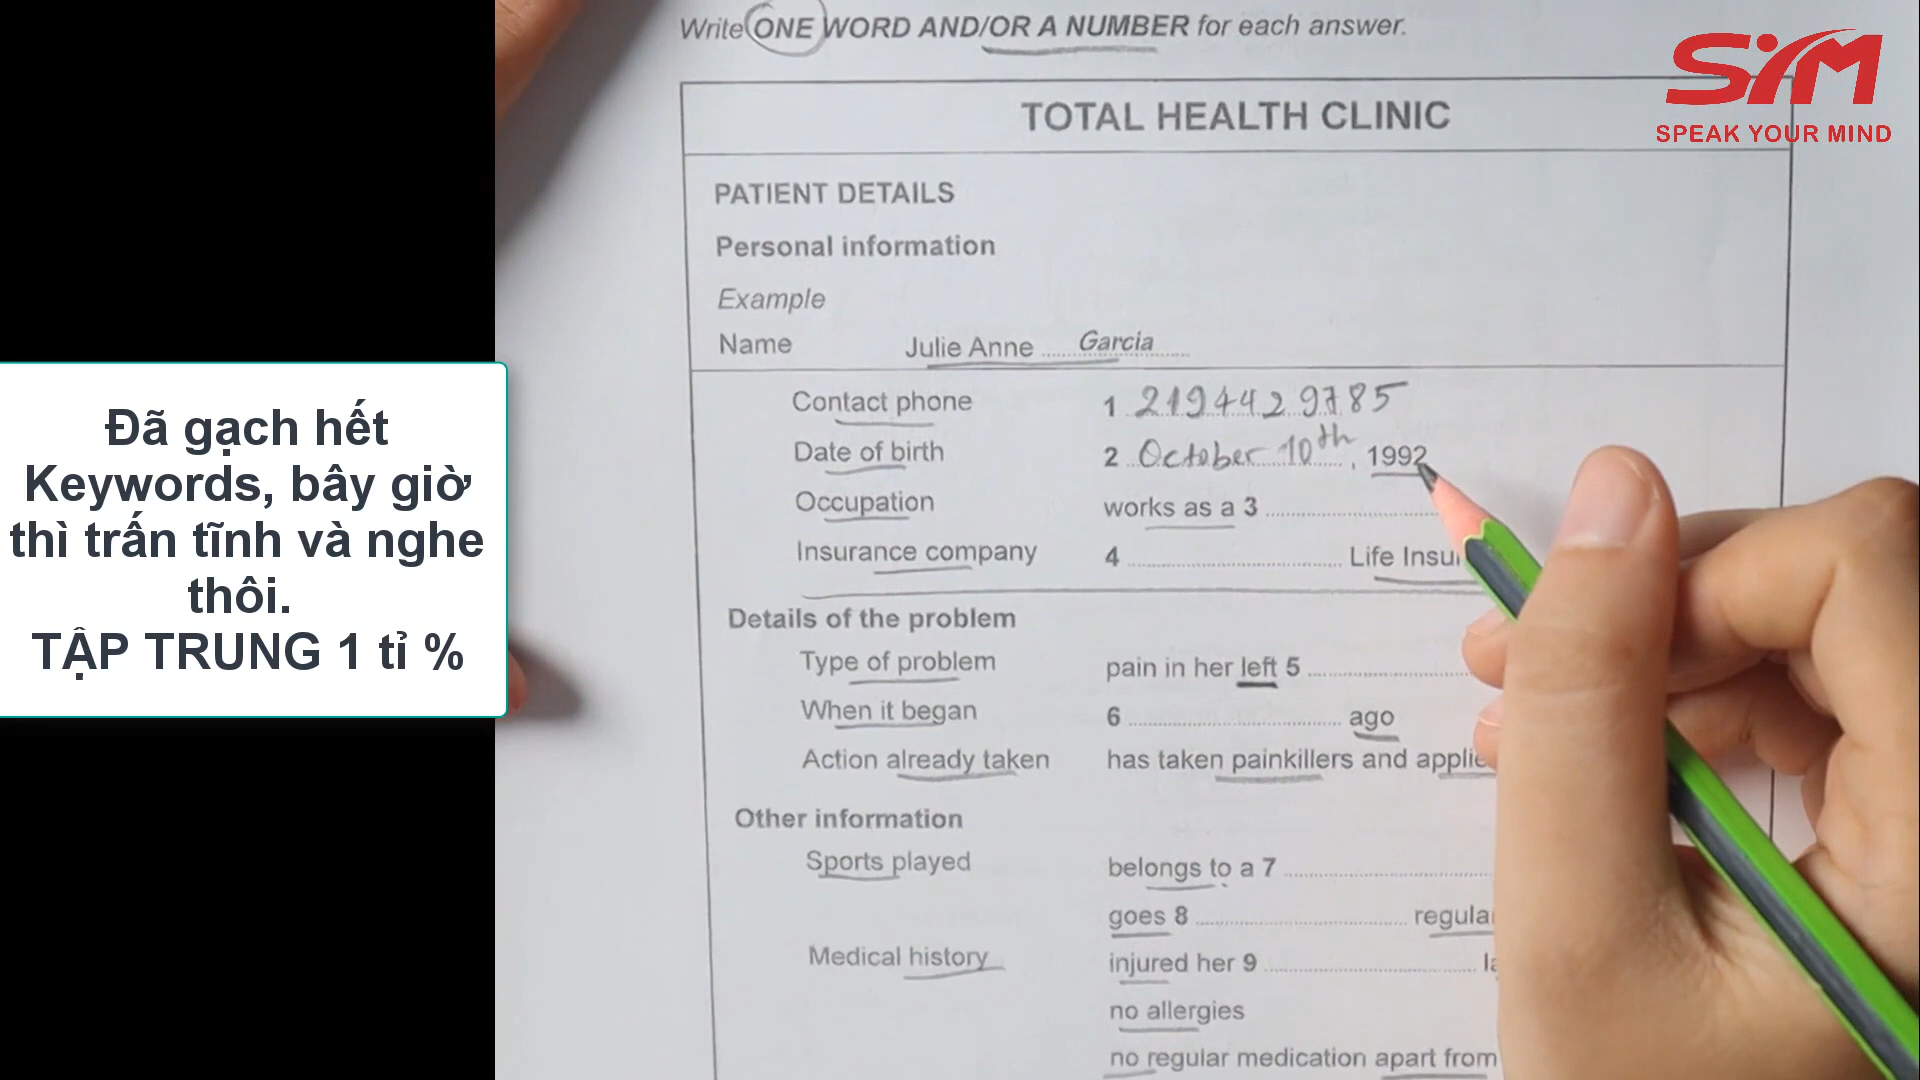 Write ONE WORD AND/OR A NUMBER for each answer.
SIM
SPEAK YOUR MIND
TOTAL HEALTH CLINIC
PATIENT DETAILS
Personal information
Example
Name Julie Anne Garcia
Contact phone 1 2194429785
Date of birth 2 October 10th, 1992
Occupation works as a 3
Insurance company 4 Life
Details of the problem
Type of problem pain in her left 5
When it began 6 ago
Action already taken has taken painkillers and
Other information
Sports played belongs to a 7
goes 8
Medical history injured her 9
no allergies
no regular medication apart from
Đã gạch hết
Keywords, bây giờ
thì trấn tĩnh và nghe
thôi.
TẬP TRUNG 1 tỉ %